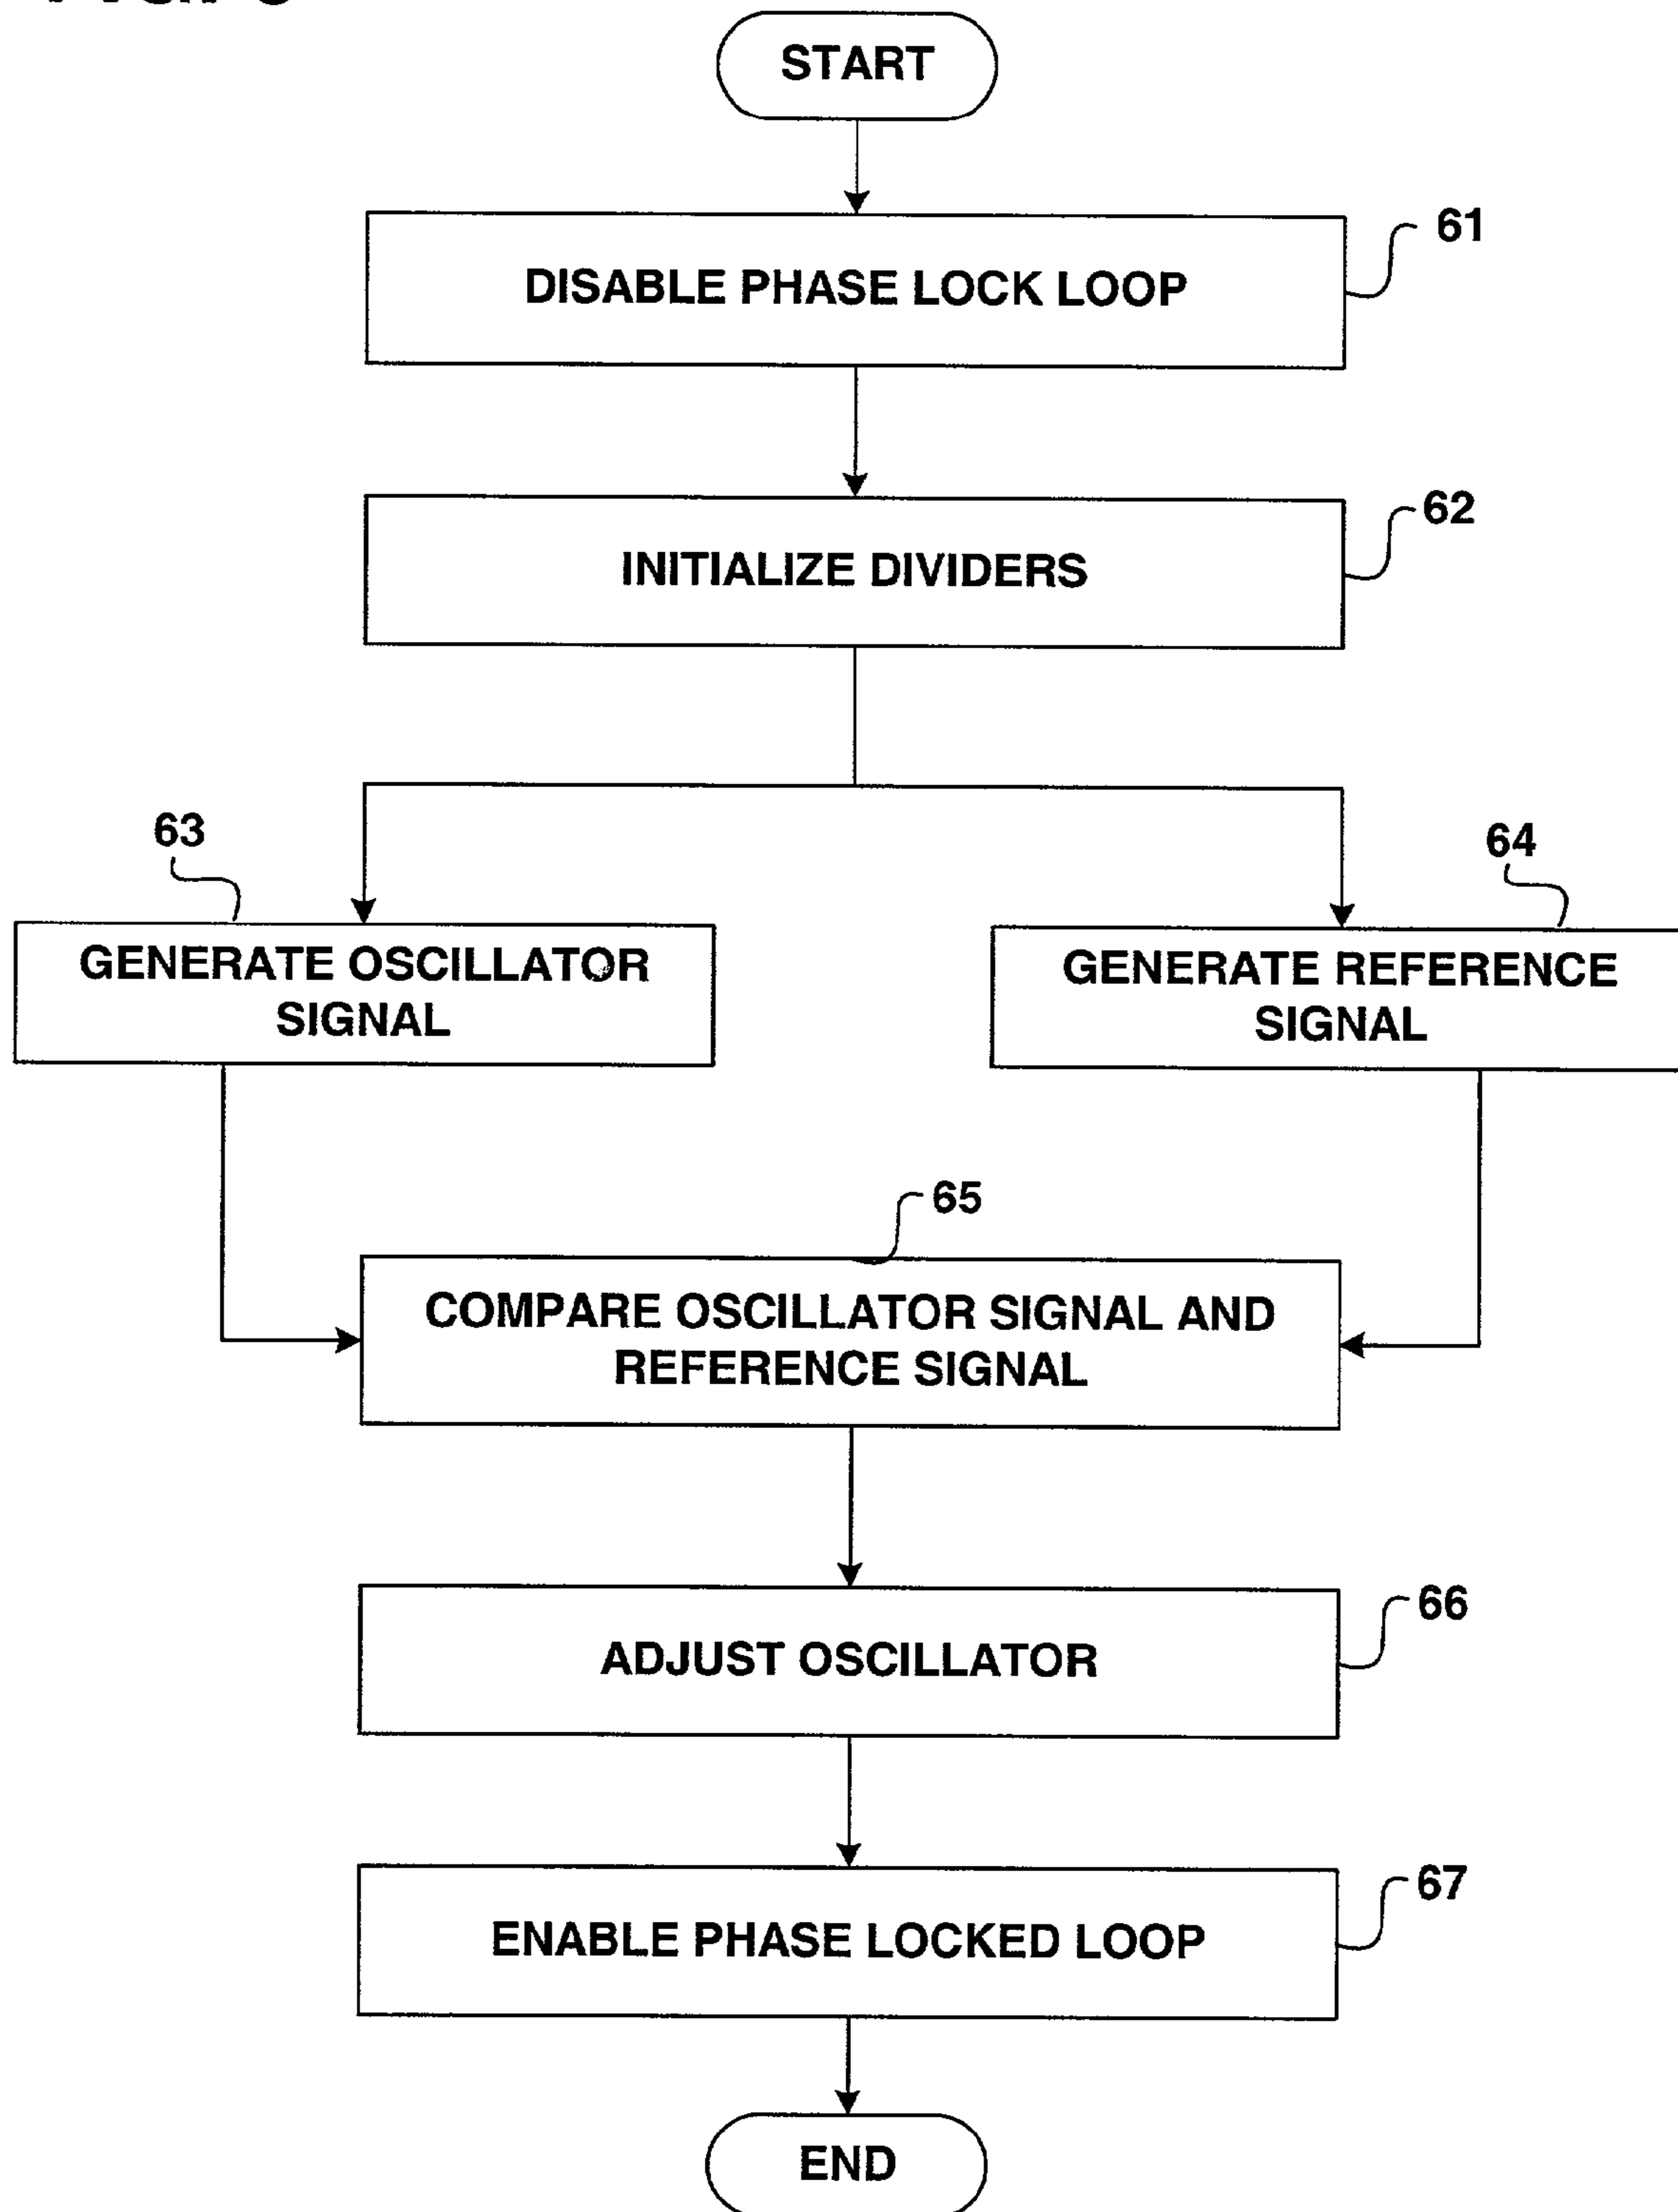 START
61
DISABLE PHASE LOCK LOOP
62
INITIALIZE DIVIDERS
63
64
GENERATE OSCILLATOR
SIGNAL
GENERATE REFERENCE
SIGNAL
65
COMPARE OSCILLATOR SIGNAL AND
REFERENCE SIGNAL
66
ADJUST OSCILLATOR
67
ENABLE PHASE LOCKED LOOP
END